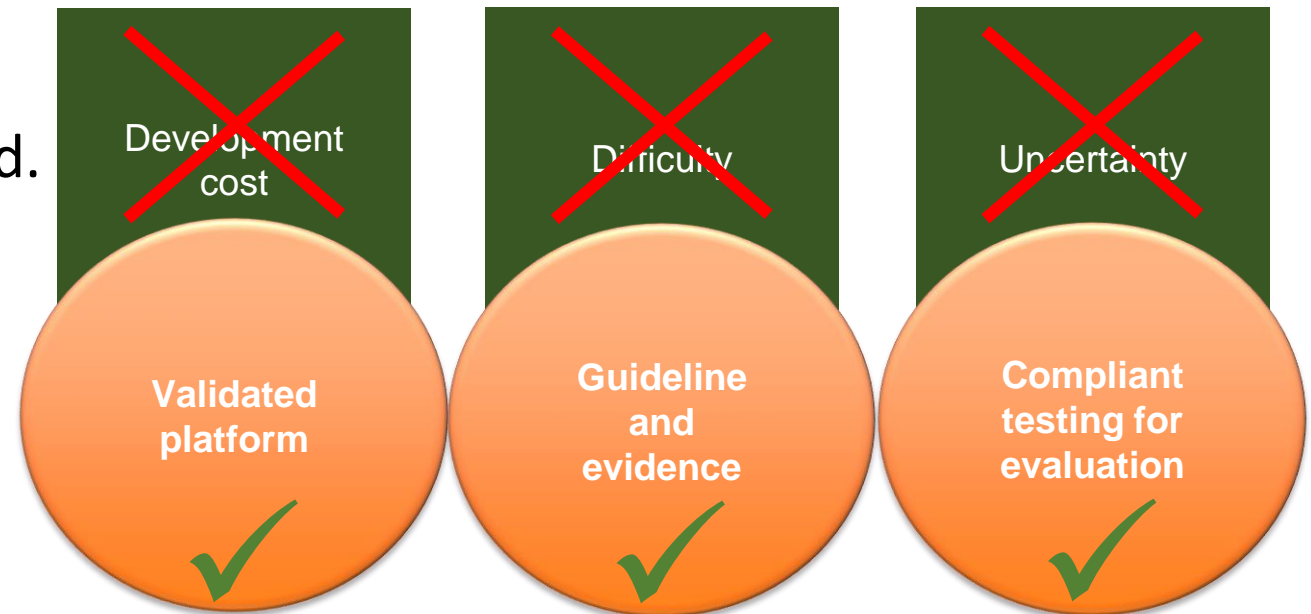 d.
Development
cost
Difficulty
Uncertainty
Validated
platform
Guideline
and
evidence
Compliant
testing for
evaluation